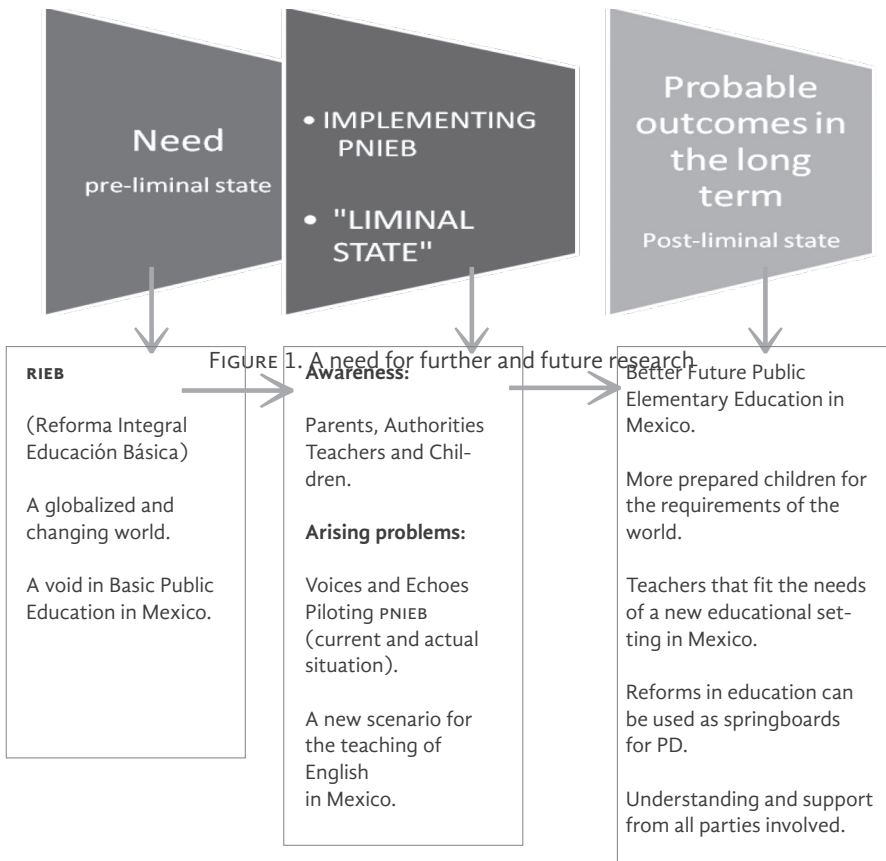 Need
pre-liminal state
• IMPLEMENTING
PNIEB
• "LIMINAL
STATE"
Probable
outcomes in
the long
term
Post-liminal state
FIGURE 1. A need for further and future research
RIEB
(Reforma Integral
Educación Básica)
A globalized and
changing world.
A void in Basic Public
Education in Mexico.
Awareness:
Parents, Authorities
Teachers and Chil-
dren.
Arising problems:
Voices and Echoes
Piloting PNIEB
(current and actual
situation).
A new scenario for
the teaching of
English
in Mexico.
Better Future Public
Elementary Education in
Mexico.
More prepared children for
the requirements of the
world.
Teachers that fit the needs
of a new educational set-
ting in Mexico.
Reforms in education can
be used as springboards
for PD.
Understanding and support
from all parties involved.